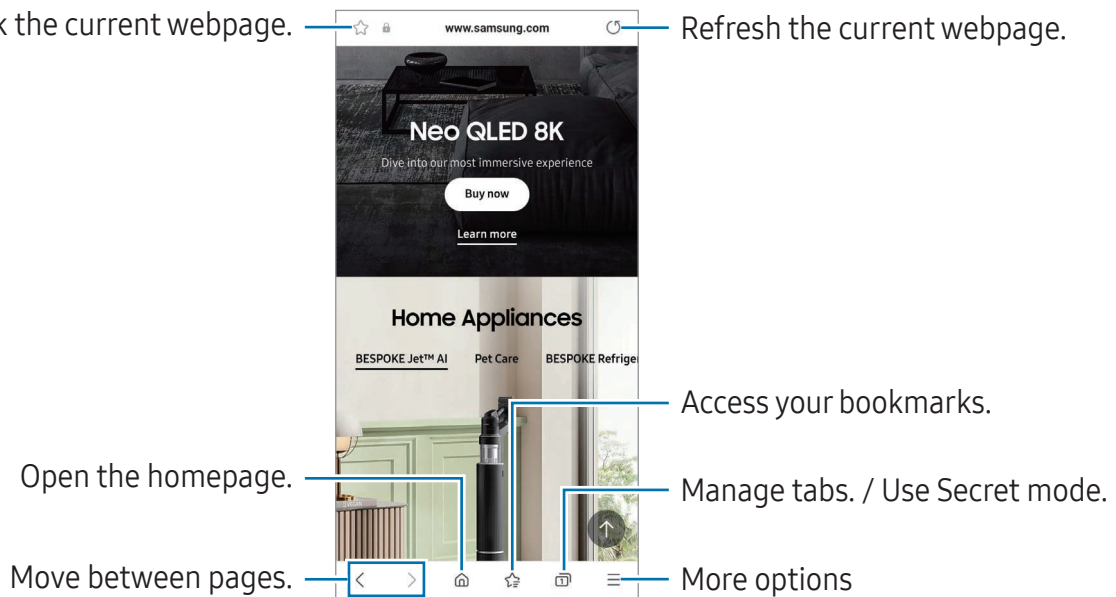 the current webpage.
www.samsung.com
Refresh the current webpage.
Neo QLED 8K
Dive into our most immersive experience
Buy now
Learn more
Home Appliances
BESPOKE Jet™ AI Pet Care BESPOKE Refrige
Access your bookmarks.
Open the homepage.
Manage tabs. / Use Secret mode.
1
Move between pages.
More options